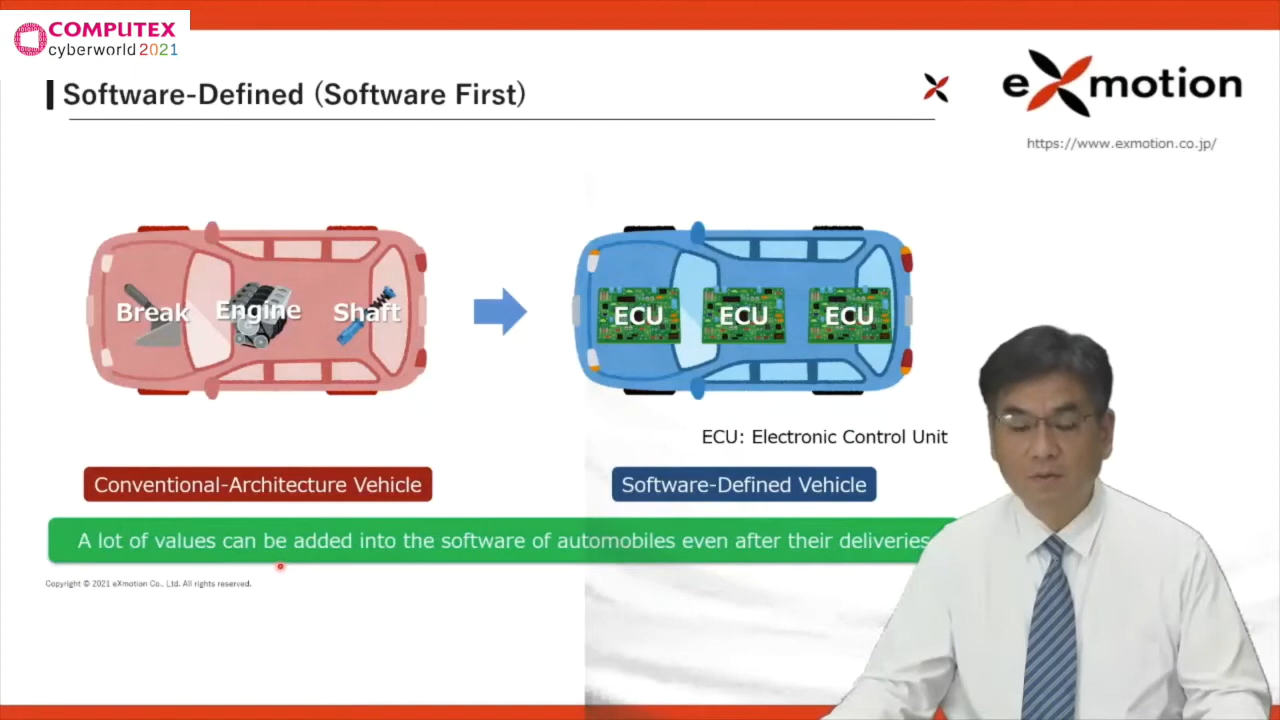 COMPUTEX
cyberworld 2021
Software-Defined (Software First)
eXmotion
https://www.exmotion.co.jp/
Break
Engine
Shaft
ECU
ECU
ECU
ECU: Electronic Control Unit
Conventional-Architecture Vehicle
Software-Defined Vehicle
A lot of values can be added into the software of automobiles even after their deliveries
Copyright © 2021 eXmotion Co., Ltd. All rights reserved.